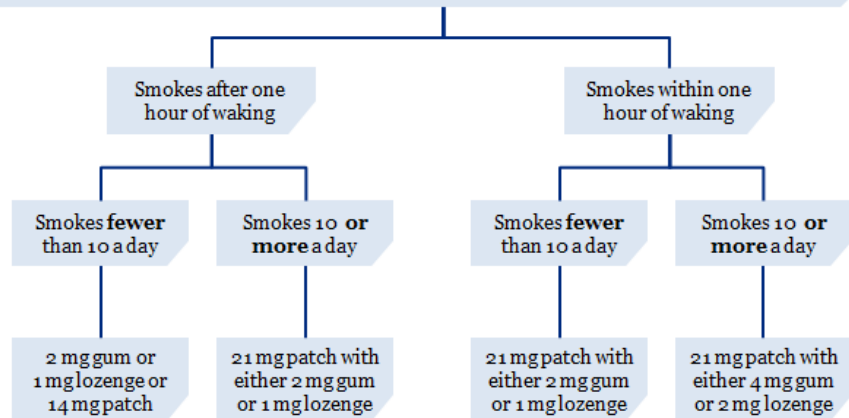 Smokes after one
hour of waking
Smokes within one
hour of waking
Smokes fewer
than 10 a day
Smokes 10 or
more a day
Smokes fewer
than 10 a day
Smokes 10 or
more a day
2 mg gum or
1 mg lozenge or
14 mg patch
21 mg patch with
either 2 mg gum
or 1 mg lozenge
21 mg patch with
either 2 mg gum
or 1 mg lozenge
21 mg patch with
either 4 mg gum
or 2 mg lozenge